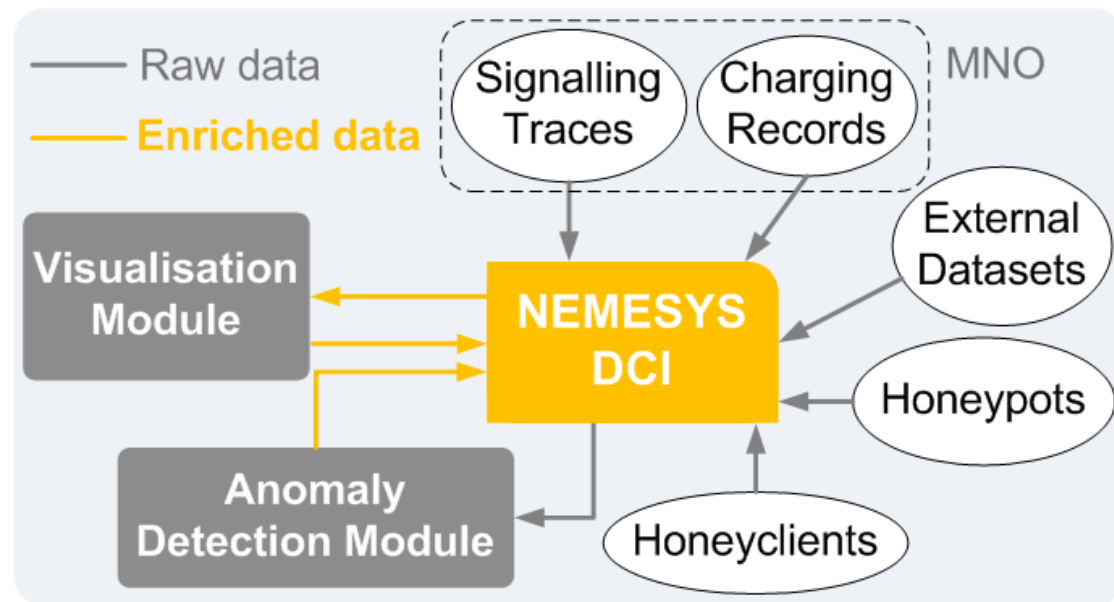 Raw data
Enriched data
Signalling
Traces
Charging
Records
MNO
External
Datasets
Visualisation
Module
NEMESYS
DCI
Honeypots
Anomaly
Detection Module
Honeyclients